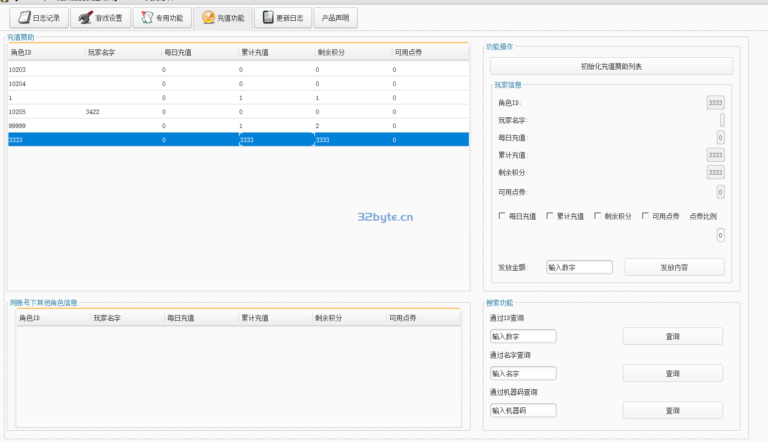 日志记录 游戏设置 专用功能 充值功能 更新日志 产品声明
充值赞助
角色ID 玩家名字 每日充值 累计充值 剩余积分 可用点券
10203 0 0 0 0
10204 0 0 0 0
1 0 1 1 0
10205 3422 0 0 0 0
99999 0 1 2 0
3333 0 3333 3333 0
32byte.cn
功能操作
初始化充值赞助列表
玩家信息
角色ID: 3333
玩家名字:
每日充值: 0
累计充值: 3333
剩余积分: 3333
可用点券: 0
每日充值 累计充值 剩余积分 可用点券 点券比例
0
发放金额: 输入数字 发放内容
同账号下其他角色信息
角色ID 玩家名字 每日充值 累计充值 剩余积分 可用点券
搜索功能
通过ID查询
输入数字 查询
通过名字查询
输入名字 查询
通过机器码查询
输入机器码 查询